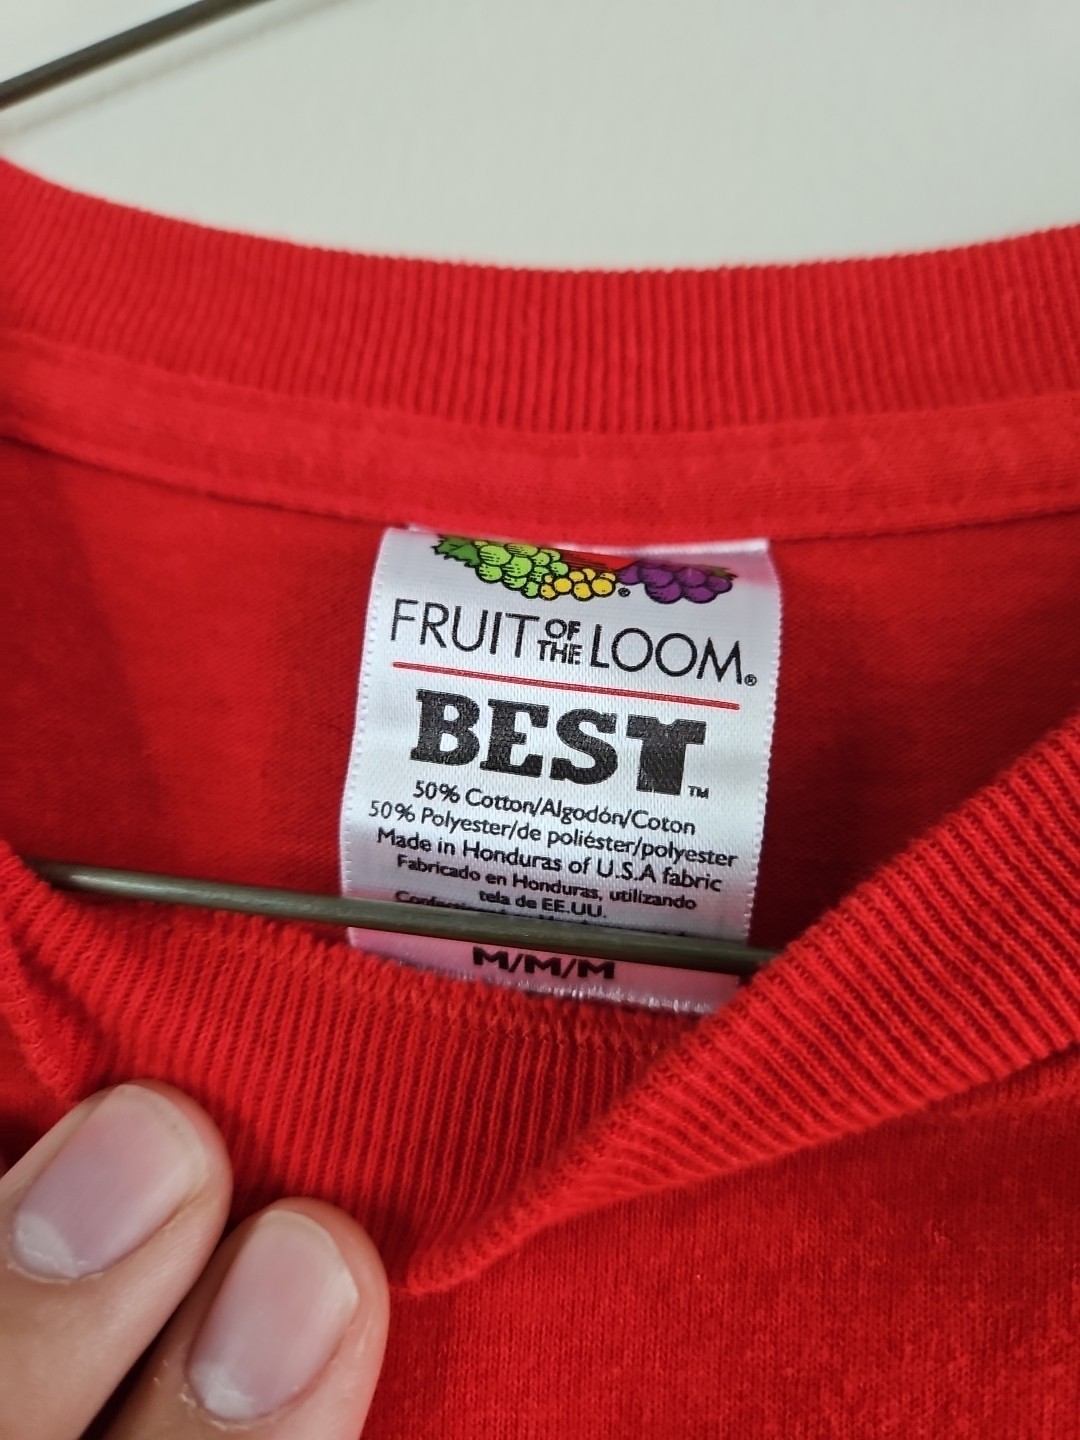 FRUIT OF THE LOOM®
BEST™
50% Cotton/Algodón/Coton
50% Polyester/de poliéster/polyester
Made in Honduras of U.S.A fabric
Fabricado en Honduras, utilizando
tela de EE.UU.
M/M/M